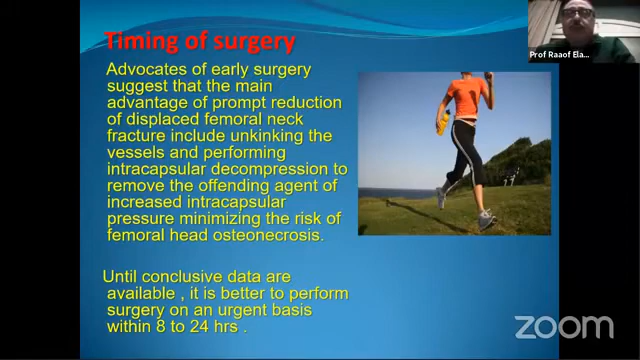 Timing of surgery
Advocates of early surgery
suggest that the main
advantage of prompt reduction
of displaced femoral neck
fracture include unkinking the
vessels and performing
intracapsular decompression to
remove the offending agent of
increased intracapsular
pressure minimizing the risk of
femoral head osteonecrosis.
Until conclusive data are
available , it is better to perform
surgery on an urgent basis
within 8 to 24 hrs .
Prof Raaof Ela...
zoom